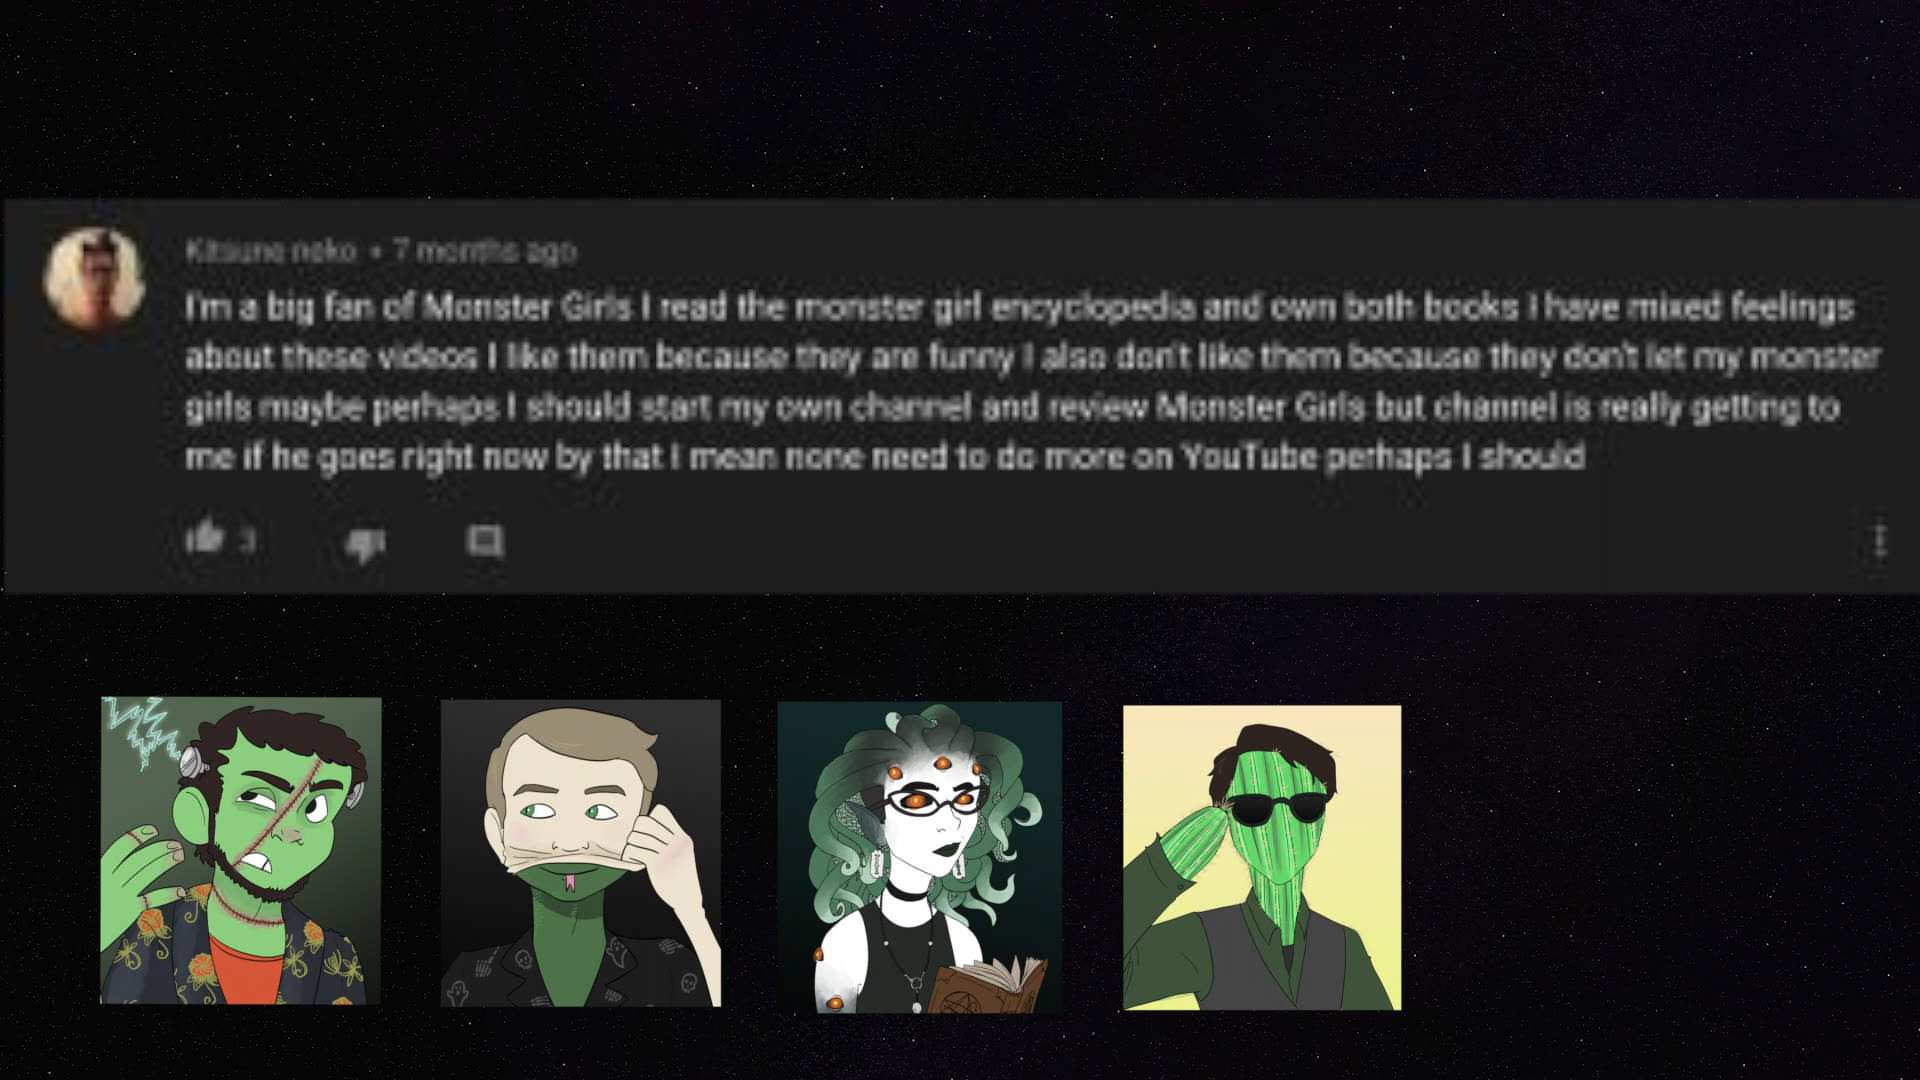 Kitsune neko • 7 months ago
I'm a big fan of Monster Girls I read the monster girl encyclopedia and own both books I have mixed feelings
about these videos I like them because they are funny I also don't like them because they don't let my monster
girls maybe perhaps I should start my own channel and review Monster Girls but channel is really getting to
me if he goes right now by that I mean none need to do more on YouTube perhaps I should
3